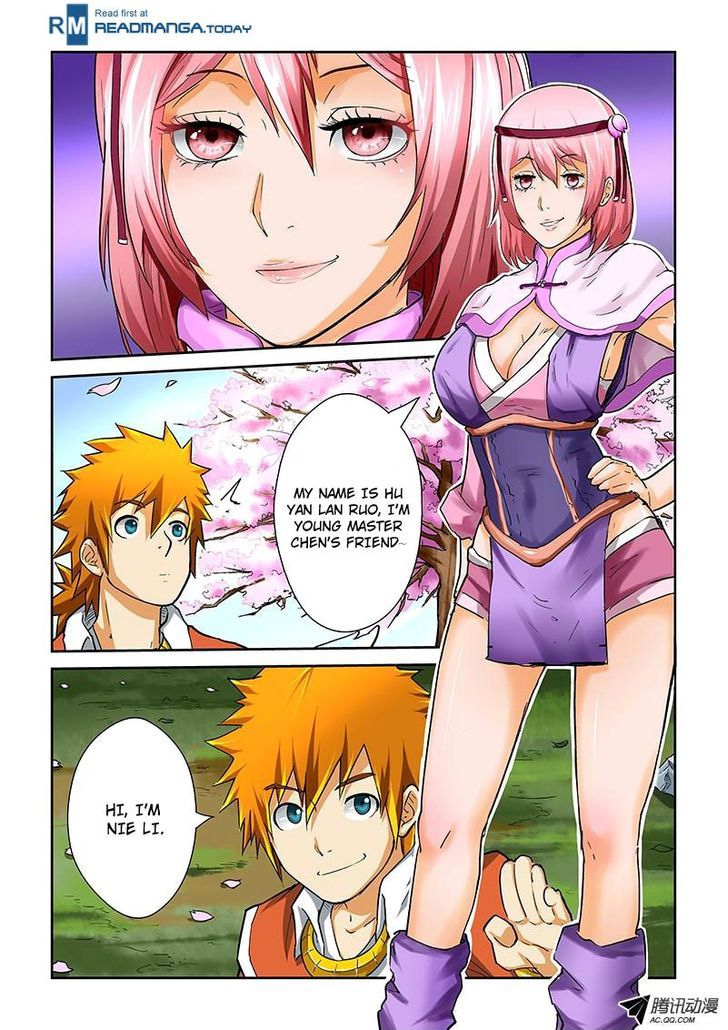 RM
Read first at
READMANGA.TODAY
MY NAME IS HU
YAN LAN RUO, I'M
YOUNG MASTER
CHEN'S FRIEND~
HI, I'M
NIE LI.
腾讯动漫
AC.QQ.COM